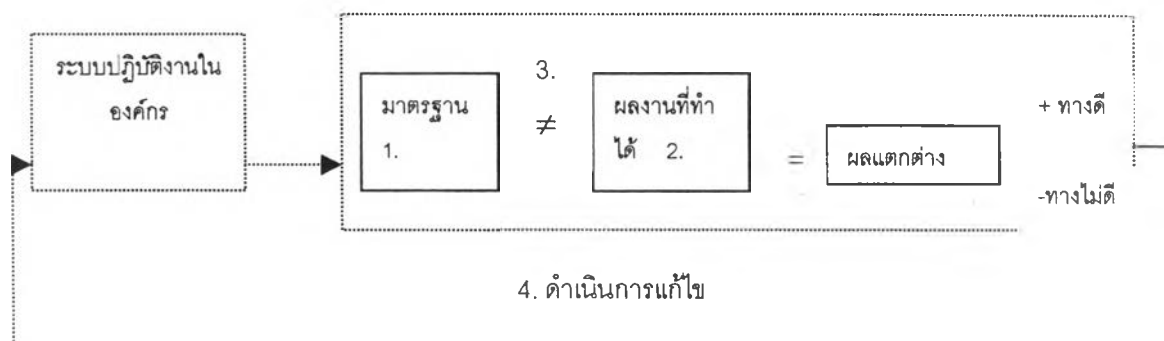 ระบบปฏิบัติงานใน
องค์กร
มาตรฐาน
1.
3.
≠
ผลงานที่ทำ
ได้ 2.
=
ผลแตกต่าง
+ ทางดี
-ทางไม่ดี
4. ดำเนินการแก้ไข